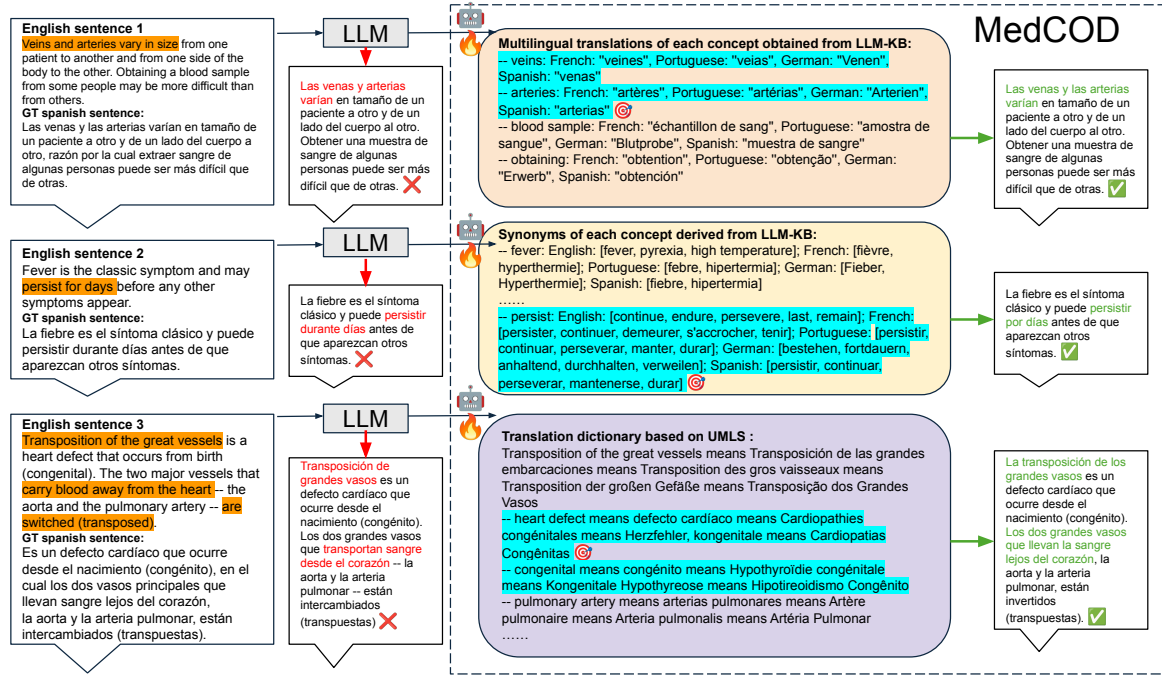 MedCOD
English sentence 1
Veins and arteries vary in size from one
patient to another and from one side of the
body to the other. Obtaining a blood sample
from some people may be more difficult than
from others.
GT spanish sentence:
Las venas y las arterias varían en tamaño de
un paciente a otro y de un lado del cuerpo a
otro, razón por la cual extraer sangre de
algunas personas puede ser más difícil que
de otras.
LLM
Las venas y arterias
varían en tamaño de un
paciente a otro y de un
lado del cuerpo al otro.
Obtener una muestra de
sangre de algunas
personas puede ser más
difícil que de otras.
Multilingual translations of each concept obtained from LLM-KB:
-- veins: French: "veines", Portuguese: "veias", German: "Venen",
Spanish: "venas"
-- arteries: French: "artères", Portuguese: "artérias", German: "Arterien",
Spanish: "arterias"
-- blood sample: French: "échantillon de sang", Portuguese: "amostra de
sangue", German: "Blutprobe", Spanish: "muestra de sangre"
-- obtaining: French: "obtention", Portuguese: "obtenção", German:
"Erwerb", Spanish: "obtención"
Las venas y las arterias
varían en tamaño de un
paciente a otro y de un
lado del cuerpo al otro.
Obtener una muestra de
sangre de algunas
personas puede ser más
difícil que de otras.
English sentence 2
Fever is the classic symptom and may
persist for days before any other
symptoms appear.
GT spanish sentence:
La fiebre es el síntoma clásico y puede
persistir durante días antes de que
aparezcan otros síntomas.
LLM
La fiebre es el síntoma
clásico y puede persistir
durante días antes de
que aparezcan otros
síntomas.
Synonyms of each concept derived from LLM-KB:
-- fever: English: [fever, pyrexia, high temperature]; French: [fièvre,
hyperthermie]; Portuguese: [febre, hipertermia]; German: [Fieber,
Hyperthermie]; Spanish: [fiebre, hipertermia]
......
-- persist: English: [continue, endure, persevere, last, remain]; French:
[persister, continuer, demeurer, s'accrocher, tenir]; Portuguese: [persistir,
continuar, perseverar, manter, durar]; German: [bestehen, fortdauern,
anhaltend, durchhalten, verweilen]; Spanish: [persistir, continuar,
perseverar, mantenerse, durar]
La fiebre es el síntoma
clásico y puede persistir
por días antes de que
aparezcan otros
síntomas.
English sentence 3
Transposition of the great vessels is a
heart defect that occurs from birth
(congenital). The two major vessels that
carry blood away from the heart -- the
aorta and the pulmonary artery -- are
switched (transposed).
GT spanish sentence:
Es un defecto cardíaco que ocurre
desde el nacimiento (congénito), en el
cual los dos vasos principales que
llevan sangre lejos del corazón,
la aorta y la arteria pulmonar, están
intercambiados (transpuestas).
LLM
Transposición de
grandes vasos es un
defecto cardíaco que
ocurre desde el
nacimiento (congénito).
Los dos grandes vasos
que transportan sangre
desde el corazón -- la
aorta y la arteria
pulmonar -- están
intercambiados
(transpuestas)
Translation dictionary based on UMLS :
Transposition of the great vessels means Transposición de las grandes
embarcaciones means Transposition des gros vaisseaux means
Transposition der großen Gefäße means Transposição dos Grandes
Vasos
-- heart defect means defecto cardíaco means Cardiopathies
congénitales means Herzfehler, kongenitale means Cardiopatias
Congênitas
-- congenital means congénito means Hypothyroïdie congénitale
means Kongenitale Hypothyreose means Hipotireoidismo Congênito
-- pulmonary artery means arterias pulmonares means Artère
pulmonaire means Arteria pulmonalis means Artéria Pulmonar
......
La transposición de los
grandes vasos es un
defecto cardíaco que
ocurre desde el
nacimiento (congénito).
Los dos grandes vasos
que llevan la sangre
lejos del corazón, la
aorta y la arteria
pulmonar, están
invertidos
(transpuestas).